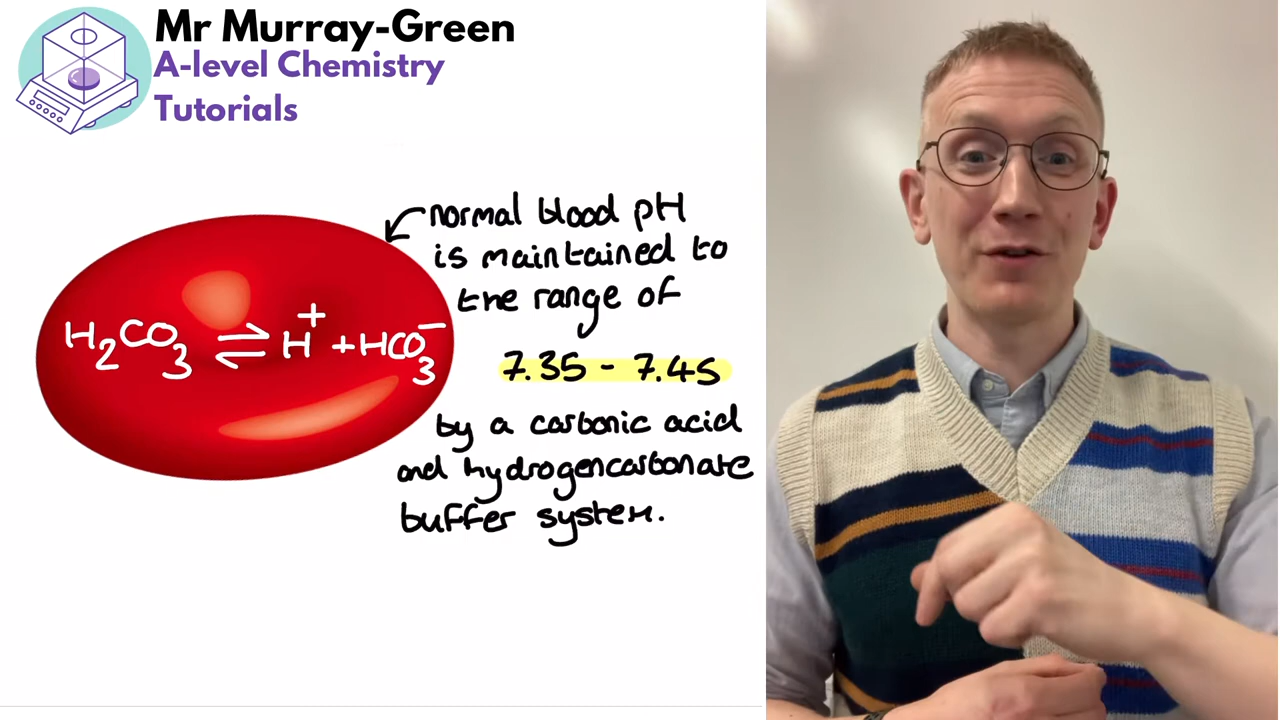 Mr Murray-Green
A-level Chemistry
Tutorials
normal blood pH
is maintained to
the range of
7.35 - 7.45
by a carbonic acid
and hydrogencarbonate
buffer system.
H₂CO₃ ⇌ H⁺ + HCO₃⁻